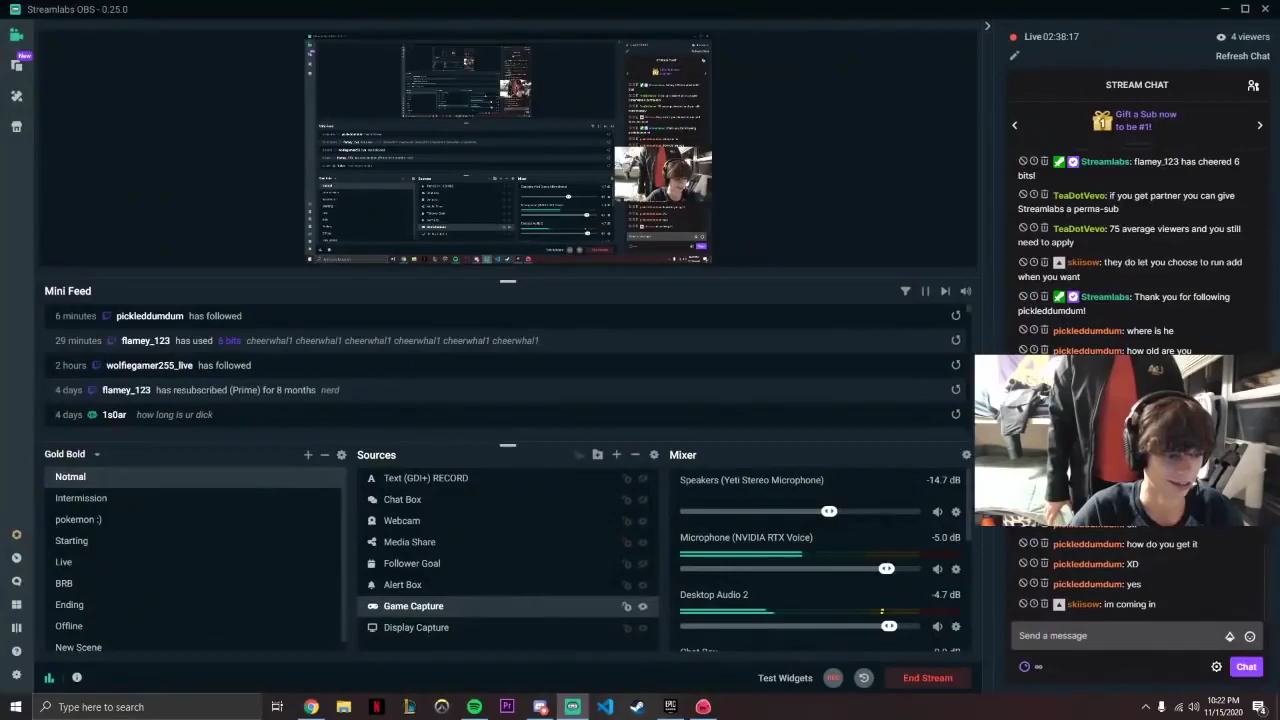 Streamlabs OBS - 0.25.0
New
Live 02:38:17
4 viewers
Refresh Chat
STREAM CHAT
Gift a Sub now
to be #1!
Streamlabs: flamey_123 has cheered 6
bits!
TeaDotVevo: if you get partner you can give
Streamlabs a perma-sub
TeaDotVevo: 75 average viewers and you still
need to apply
skiisow: they do let you choose to run add
when you want
Streamlabs: Thank you for following
pickleddumdum!
pickleddumdum: where is he
pickleddumdum: how old are you
pickleddumdum: how do you get it
pickleddumdum: XD
pickleddumdum: yes
skiisow: im coming in
Send a message
Chat
Mini Feed
6 minutes pickleddumdum has followed
29 minutes flamey_123 has used 6 bits cheerwhal1 cheerwhal1 cheerwhal1 cheerwhal1 cheerwhal1 cheerwhal1
2 hours wolfiegamer255_live has followed
4 days flamey_123 has resubscribed (Prime) for 8 months nerd
4 days 1s0ar how long is ur dick
Gold Bold
Notmal
Intermission
pokemon :)
Starting
Live
BRB
Ending
Offline
New Scene
Sources
Text (GDI+) RECORD
Chat Box
Webcam
Media Share
Follower Goal
Alert Box
Game Capture
Display Capture
Mixer
Speakers (Yeti Stereo Microphone) -14.7 dB
Microphone (NVIDIA RTX Voice) -5.0 dB
Desktop Audio 2 -4.7 dB
Test Widgets
REC
End Stream
Type here to search
10:22 PM
11/15/2020